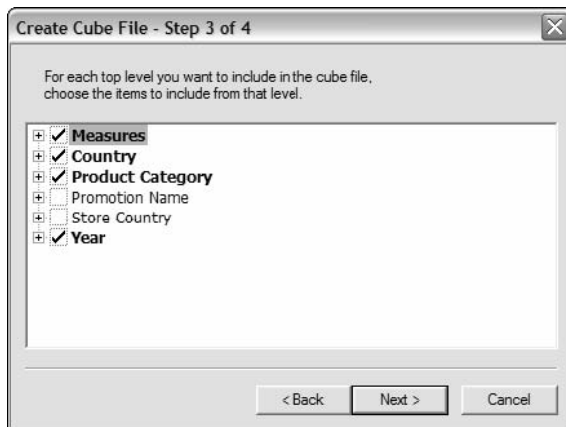 Create Cube File - Step 3 of 4
For each top level you want to include in the cube file,
choose the items to include from that level.
Measures
Country
Product Category
Promotion Name
Store Country
Year
< Back
Next >
Cancel